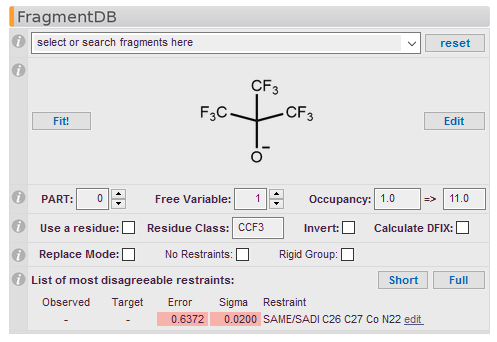 FragmentDB
select or search fragments here reset
CF3
F3C CF3
O−
Fit! Edit
PART: 0 Free Variable: 1 Occupancy: 1.0 => 11.0
Use a residue: Residue Class: CCF3 Invert: Calculate DFIX:
Replace Mode: No Restraints: Rigid Group:
List of most disagreeable restraints: Short Full
Observed Target Error Sigma Restraint
- - 0.6372 0.0200 SAME/SADI C26 C27 Co N22 edit